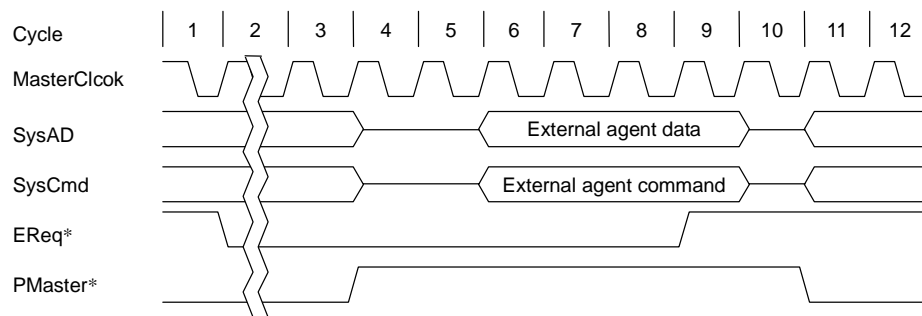 Cycle 1 2 3 4 5 6 7 8 9 10 11 12
MasterClcok
SysAD External agent data
SysCmd External agent command
EReq*
PMaster*